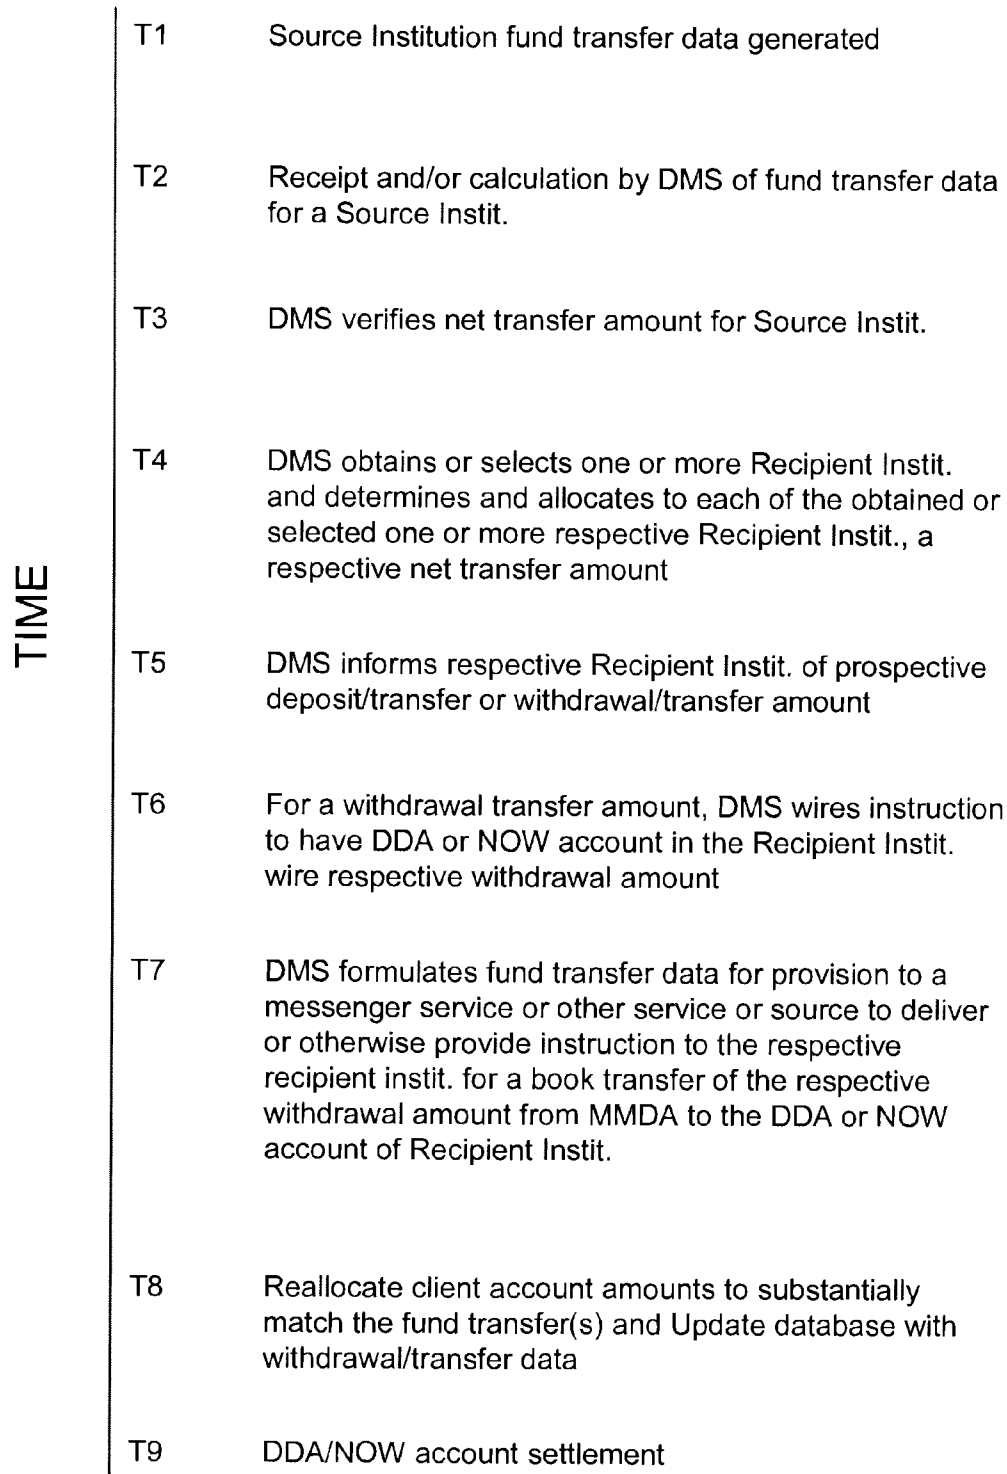 T1 Source Institution fund transfer data generated
T2 Receipt and/or calculation by DMS of fund transfer data
for a Source Instit.
T3 DMS verifies net transfer amount for Source Instit.
T4 DMS obtains or selects one or more Recipient Instit.
and determines and allocates to each of the obtained or
selected one or more respective Recipient Instit., a
respective net transfer amount
TIME
T5 DMS informs respective Recipient Instit. of prospective
deposit/transfer or withdrawal/transfer amount
T6 For a withdrawal transfer amount, DMS wires instruction
to have DDA or NOW account in the Recipient Instit.
wire respective withdrawal amount
T7 DMS formulates fund transfer data for provision to a
messenger service or other service or source to deliver
or otherwise provide instruction to the respective
recipient instit. for a book transfer of the respective
withdrawal amount from MMDA to the DDA or NOW
account of Recipient Instit.
T8 Reallocate client account amounts to substantially
match the fund transfer(s) and Update database with
withdrawal/transfer data
T9 DDA/NOW account settlement